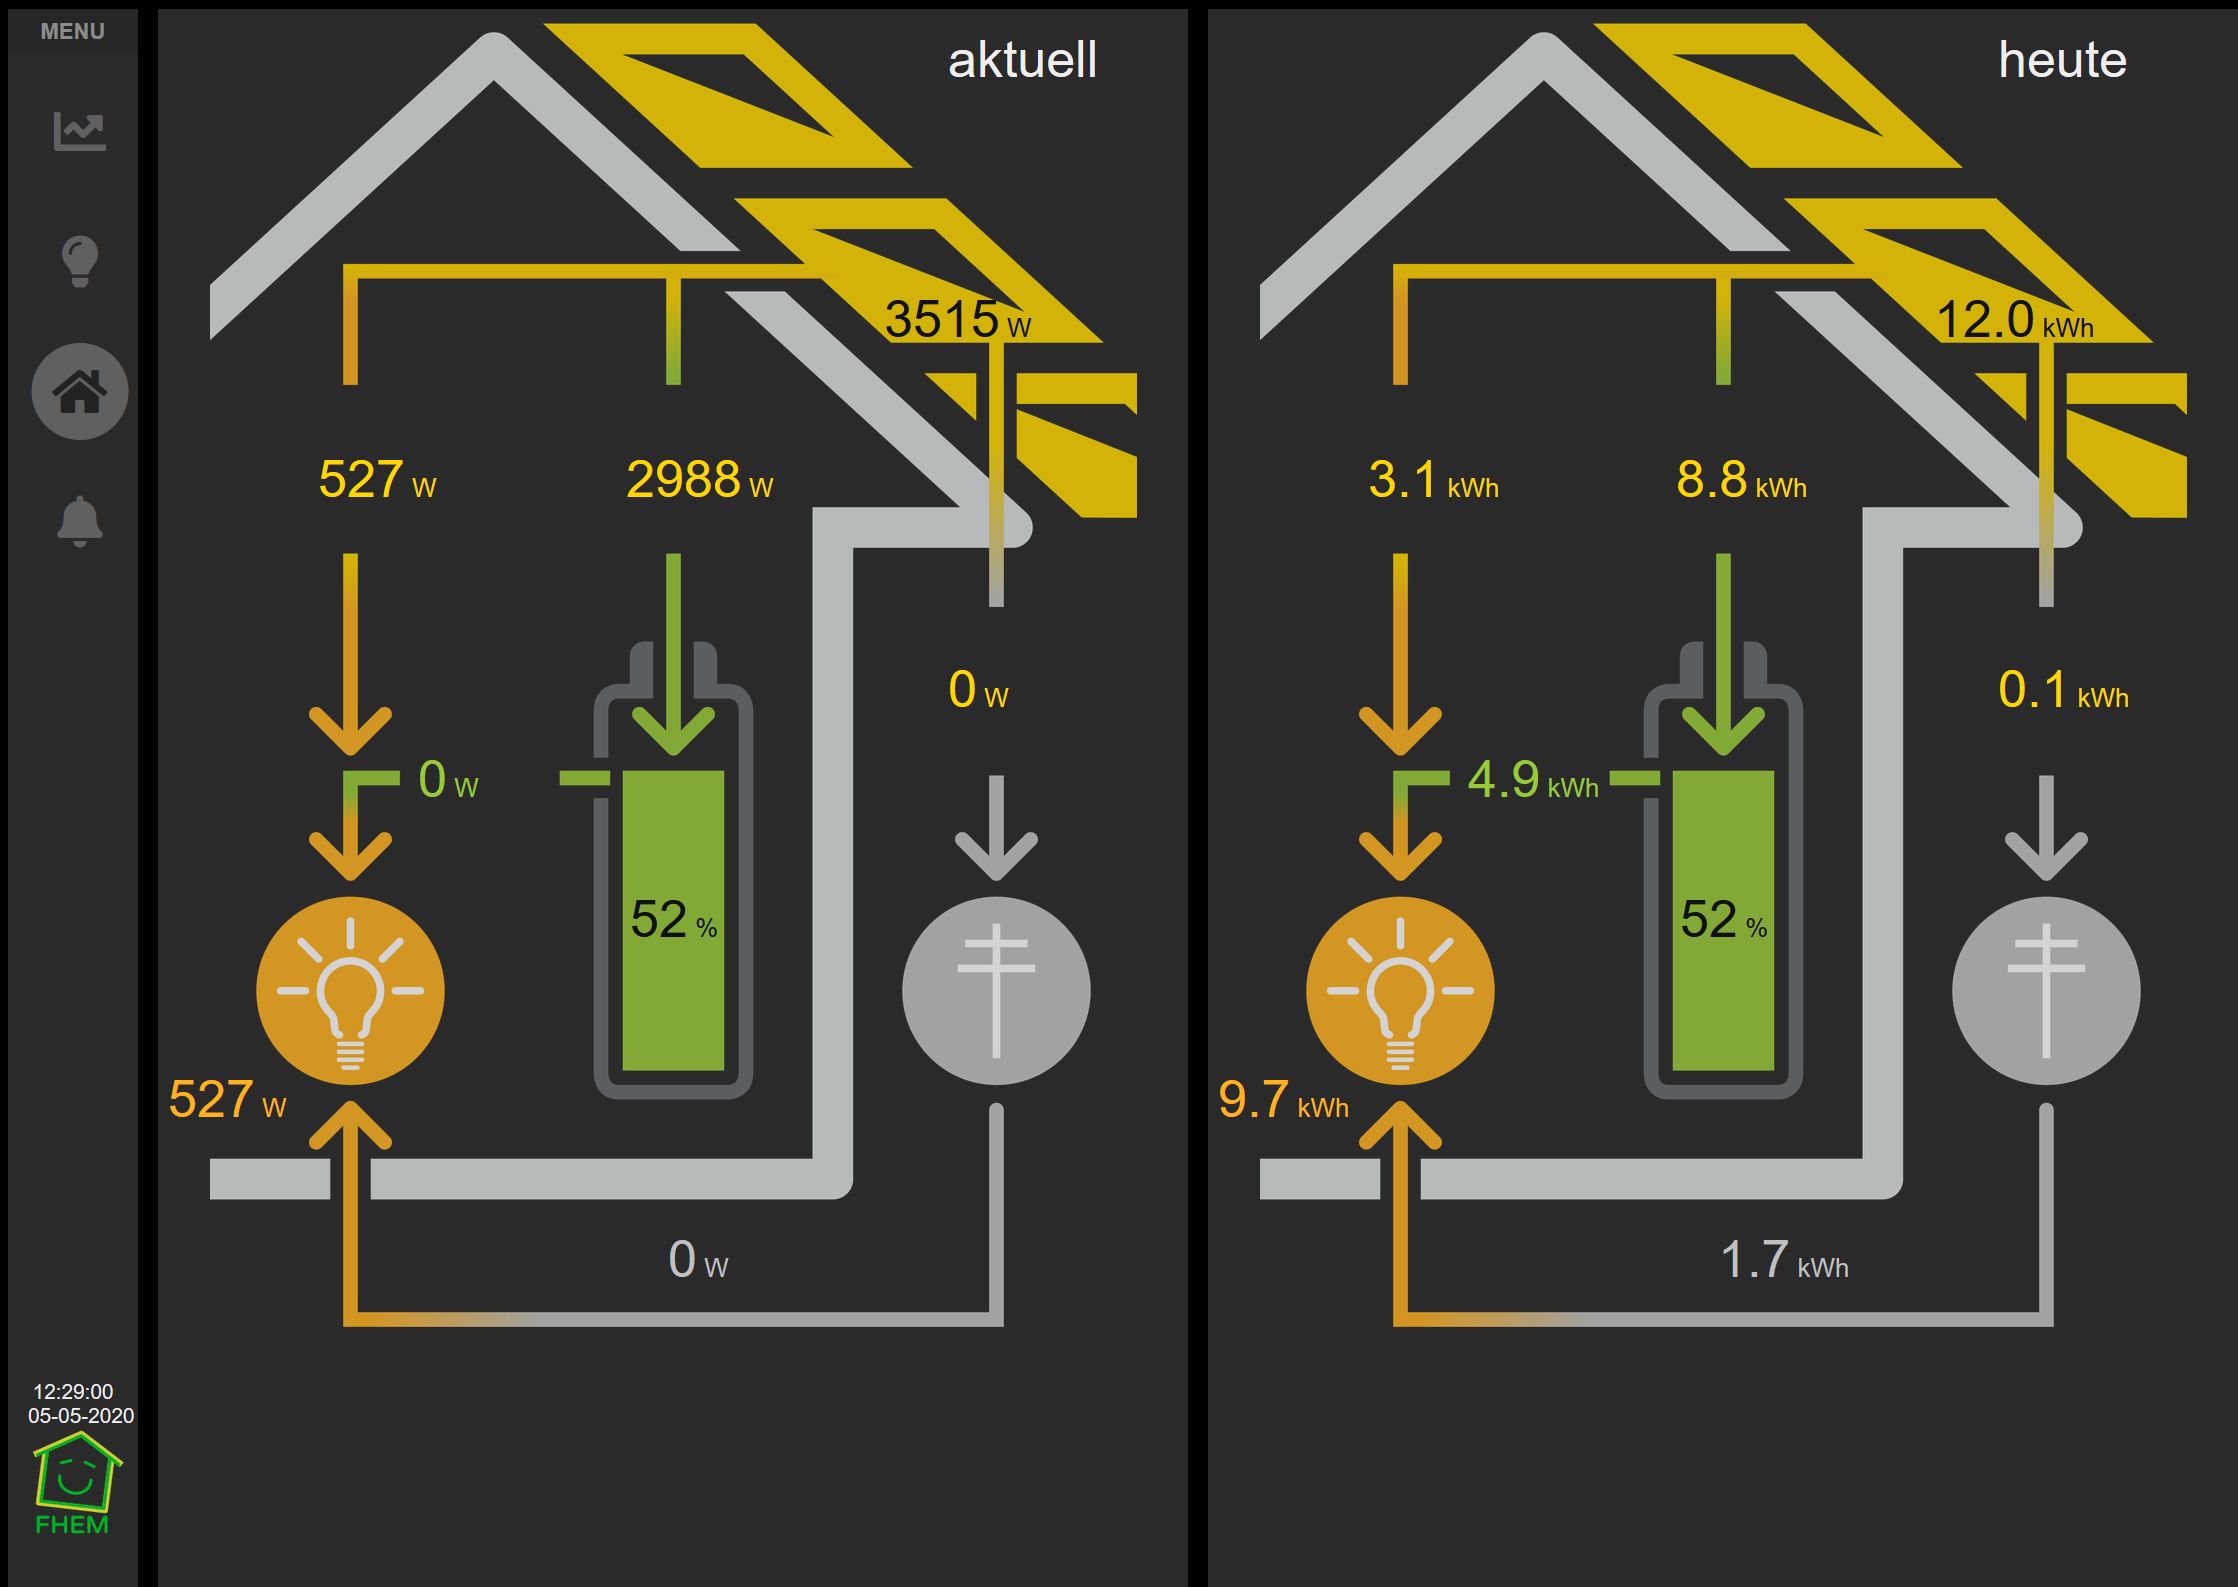 MENU
aktuell
3515 W
527 W
2988 W
0 W
0 W
52 %
527 W
0 W
heute
12.0 kWh
3.1 kWh
8.8 kWh
0.1 kWh
4.9 kWh
52 %
9.7 kWh
1.7 kWh
12:29:00
05-05-2020
FHEM